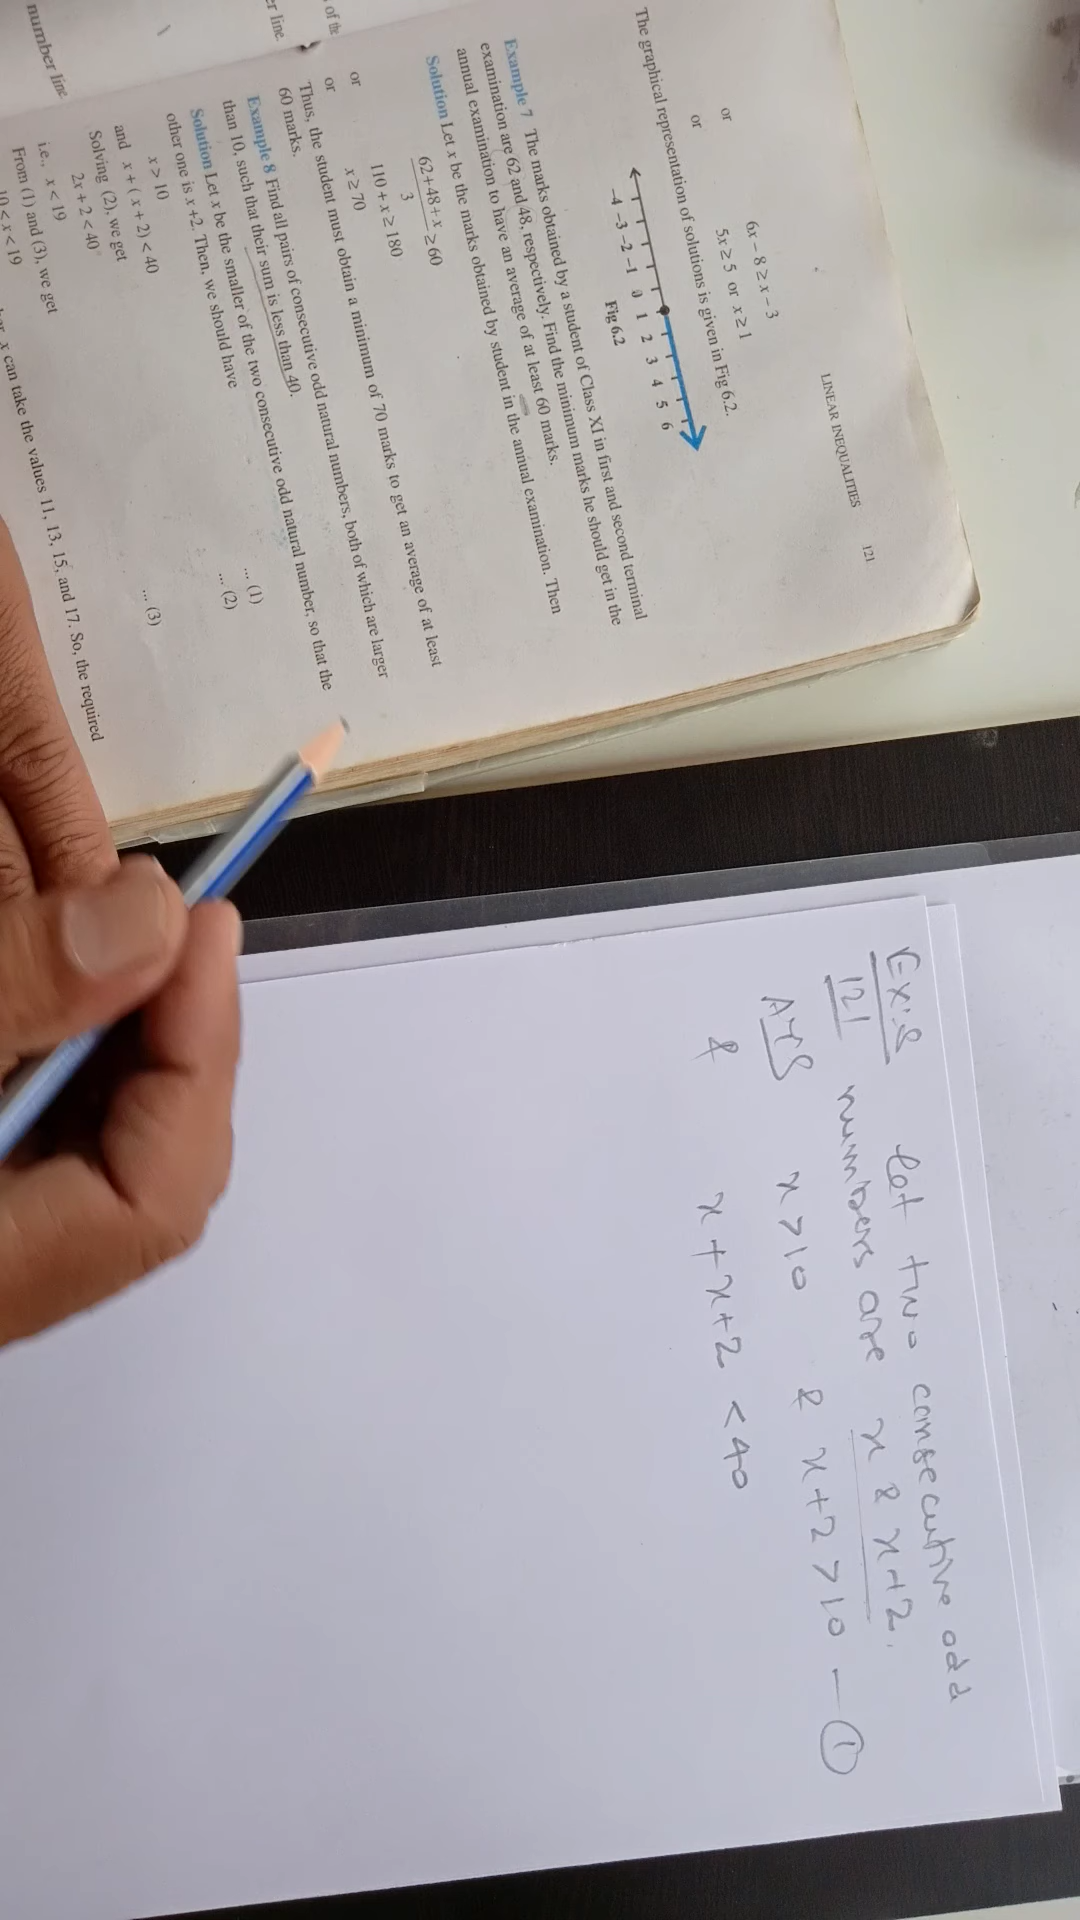 LINEAR INEQUALITIES 121
or 6x – 8 ≥ x – 3
or 5x ≥ 5 or x ≥ 1
The graphical representation of solutions is given in Fig 6.2.
–4 –3 –2 –1 0 1 2 3 4 5 6
Fig 6.2
Example 7 The marks obtained by a student of Class XI in first and second terminal
examination are 62 and 48, respectively. Find the minimum marks he should get in the
annual examination to have an average of at least 60 marks.
Solution Let x be the marks obtained by student in the annual examination. Then
62+48+x / 3 ≥ 60
or 110 + x ≥ 180
or x ≥ 70
Thus, the student must obtain a minimum of 70 marks to get an average of at least
60 marks.
Example 8 Find all pairs of consecutive odd natural numbers, both of which are larger
than 10, such that their sum is less than 40.
Solution Let x be the smaller of the two consecutive odd natural number, so that the
other one is x +2. Then, we should have
x > 10 ... (1)
and x + ( x + 2) < 40 ... (2)
Solving (2), we get
2x + 2 < 40
i.e., x < 19 ... (3)
From (1) and (3), we get
10 < x < 19
x can take the values 11, 13, 15, and 17. So, the required
of the
er line.
number line.
Ex:8 Let two consecutive odd
121 numbers are x & x+2.
ATS x > 10 & x+2 > 10 — ①
& x + x+2 < 40